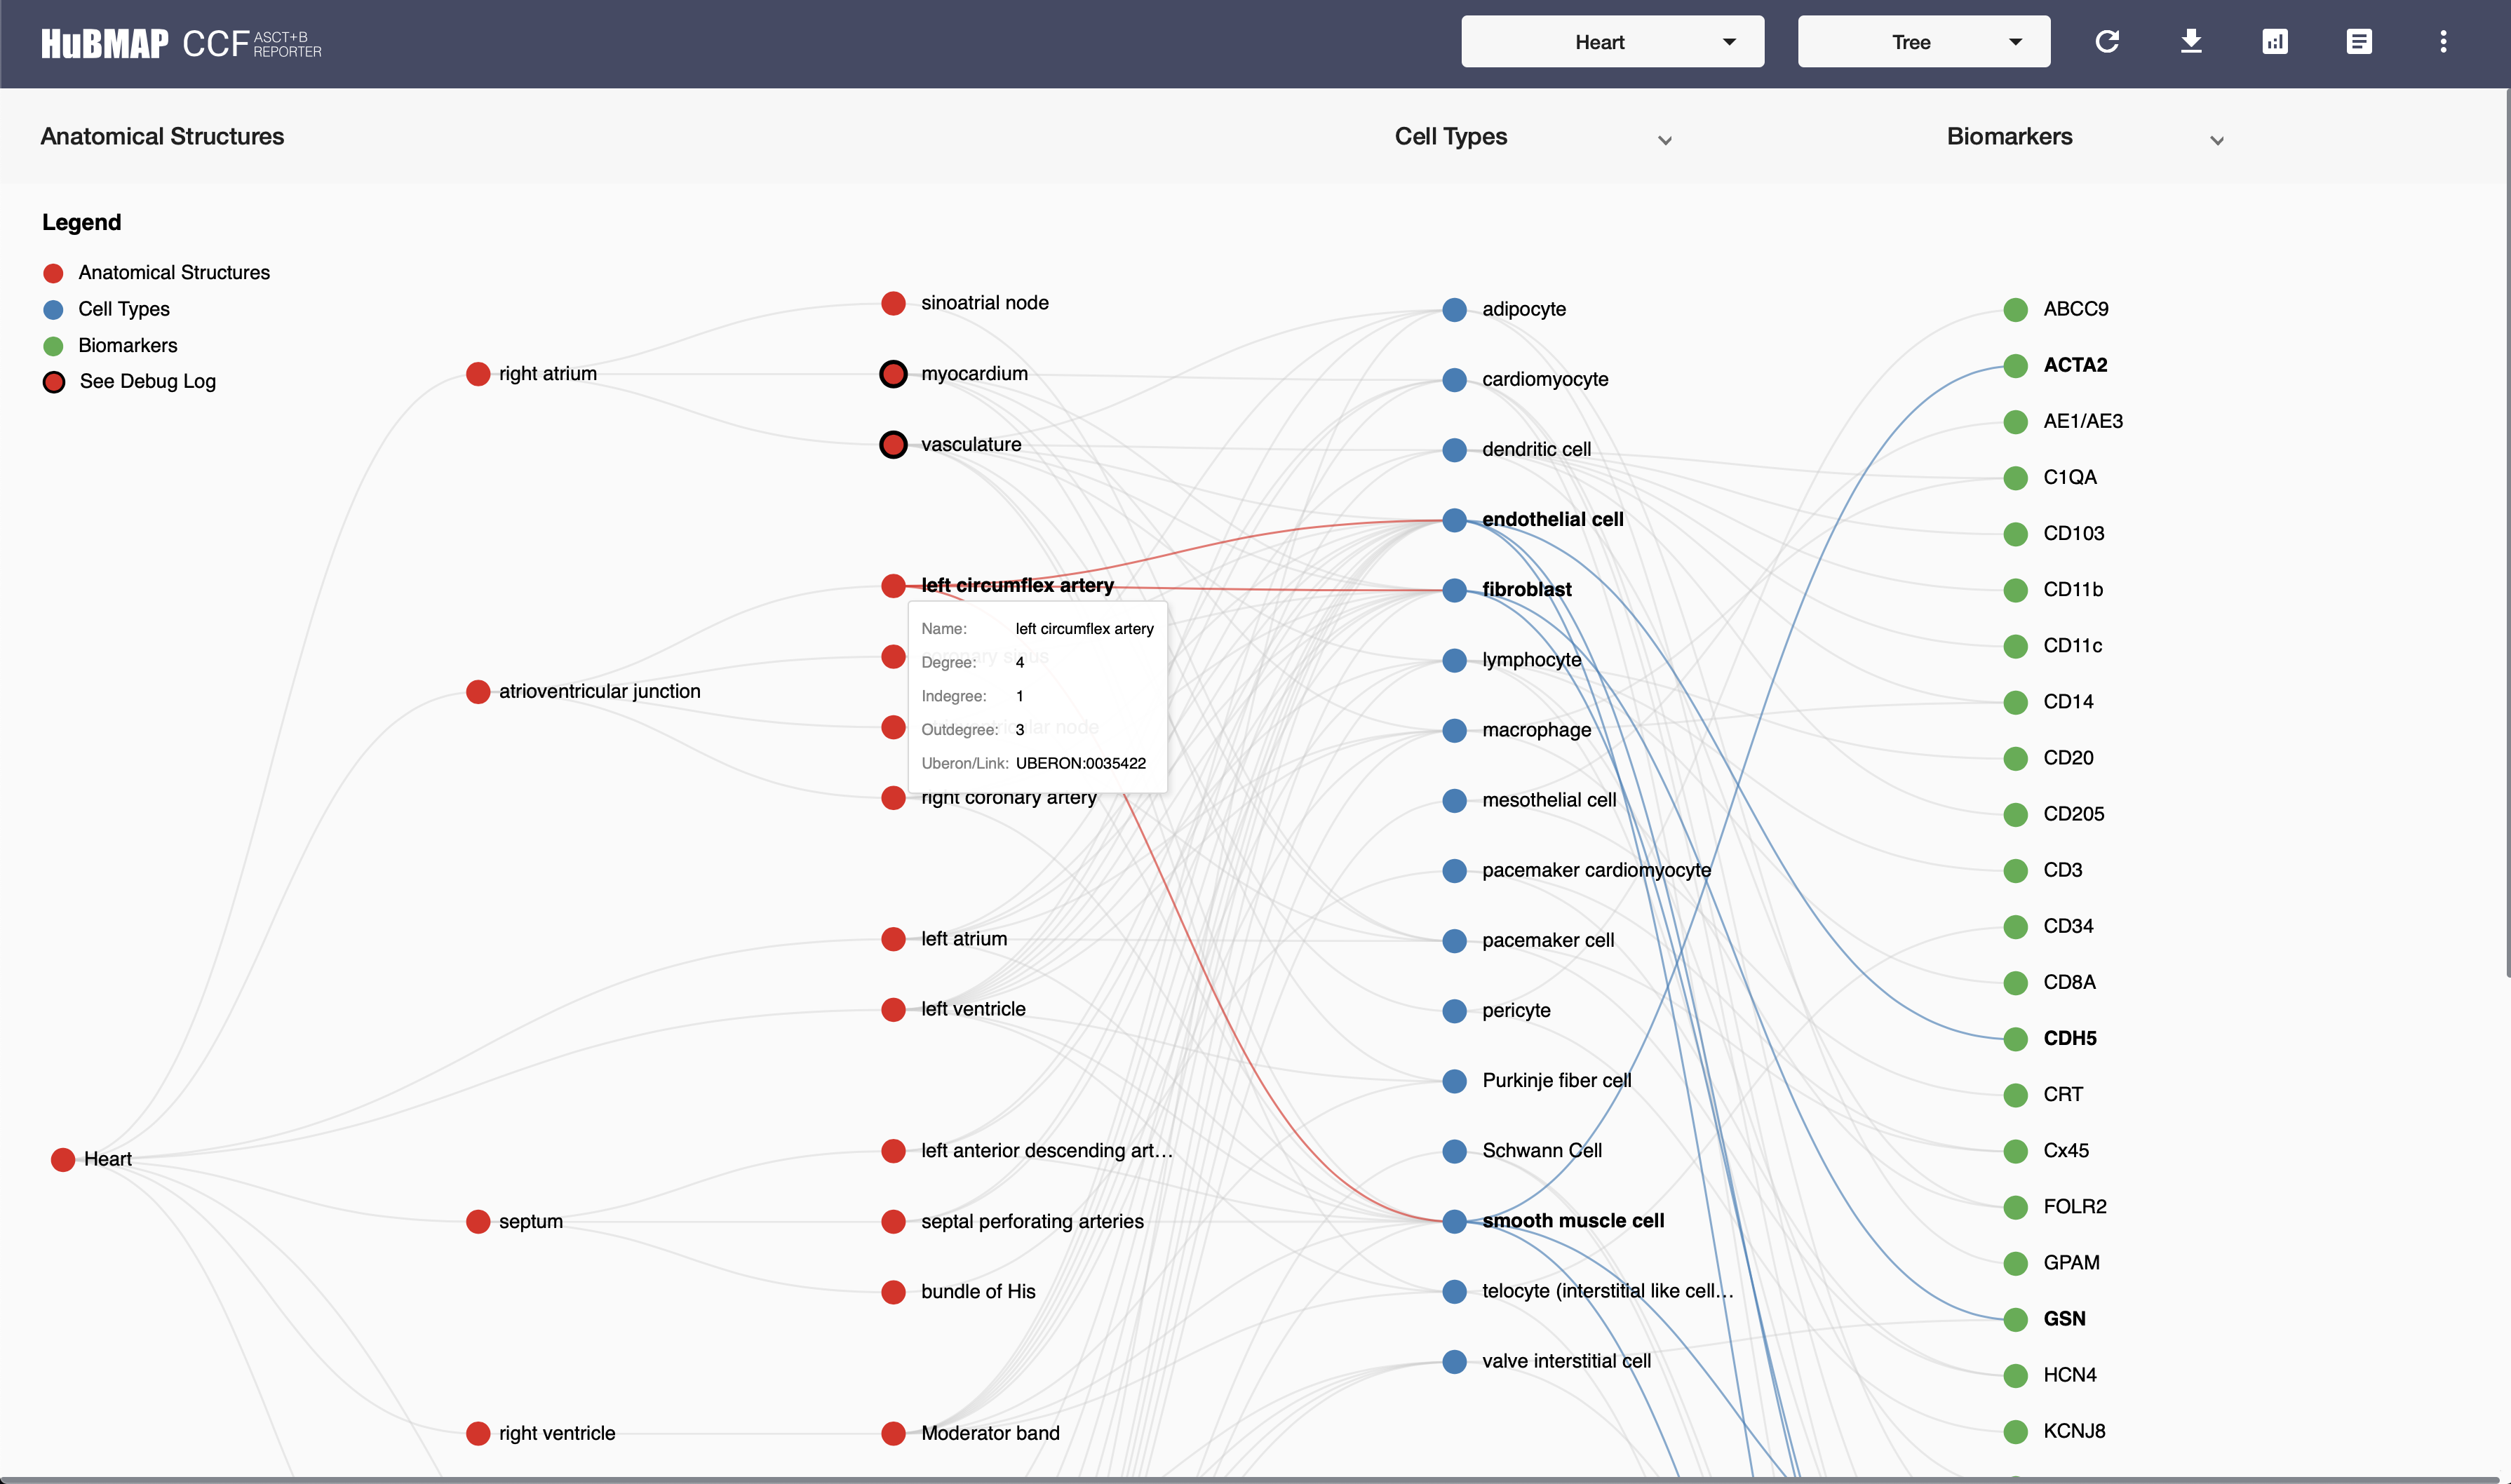 HuBMAP CCF ASCT+B REPORTER
Heart
Tree
Anatomical Structures
Cell Types
Biomarkers
Legend
Anatomical Structures
Cell Types
Biomarkers
See Debug Log
Heart
right atrium
atrioventricular junction
septum
right ventricle
sinoatrial node
myocardium
vasculature
left circumflex artery
Name: left circumflex artery
Degree: 4
Indegree: 1
Outdegree: 3
Uberon/Link: UBERON:0035422
right coronary artery
left atrium
left ventricle
left anterior descending art...
septal perforating arteries
bundle of His
Moderator band
adipocyte
cardiomyocyte
dendritic cell
endothelial cell
fibroblast
lymphocyte
macrophage
mesothelial cell
pacemaker cardiomyocyte
pacemaker cell
pericyte
Purkinje fiber cell
Schwann Cell
smooth muscle cell
telocyte (interstitial like cell...
valve interstitial cell
ABCC9
ACTA2
AE1/AE3
C1QA
CD103
CD11b
CD11c
CD14
CD20
CD205
CD3
CD34
CD8A
CDH5
CRT
Cx45
FOLR2
GPAM
GSN
HCN4
KCNJ8